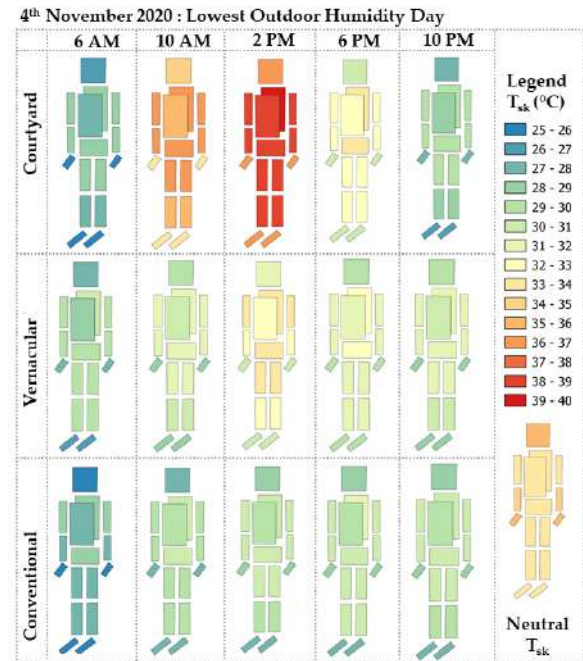 4th November 2020 : Lowest Outdoor Humidity Day
6 AM 10 AM 2 PM 6 PM 10 PM
Courtyard
Vernacular
Conventional
Legend
Tsk (°C)
25 - 26
26 - 27
27 - 28
28 - 29
29 - 30
30 - 31
31 - 32
32 - 33
33 - 34
34 - 35
35 - 36
36 - 37
37 - 38
38 - 39
39 - 40
Neutral
Tsk